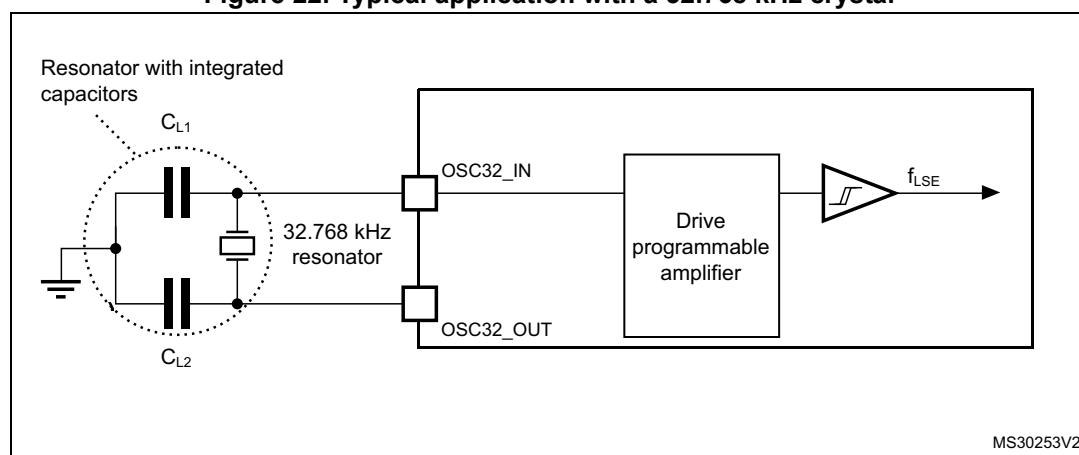 Figure 22. Typical application with a 32.768 kHz crystal
Resonator with integrated
capacitors
CL1
OSC32_IN
fLSE
32.768 kHz
resonator
Drive
programmable
amplifier
OSC32_OUT
CL2
MS30253V2